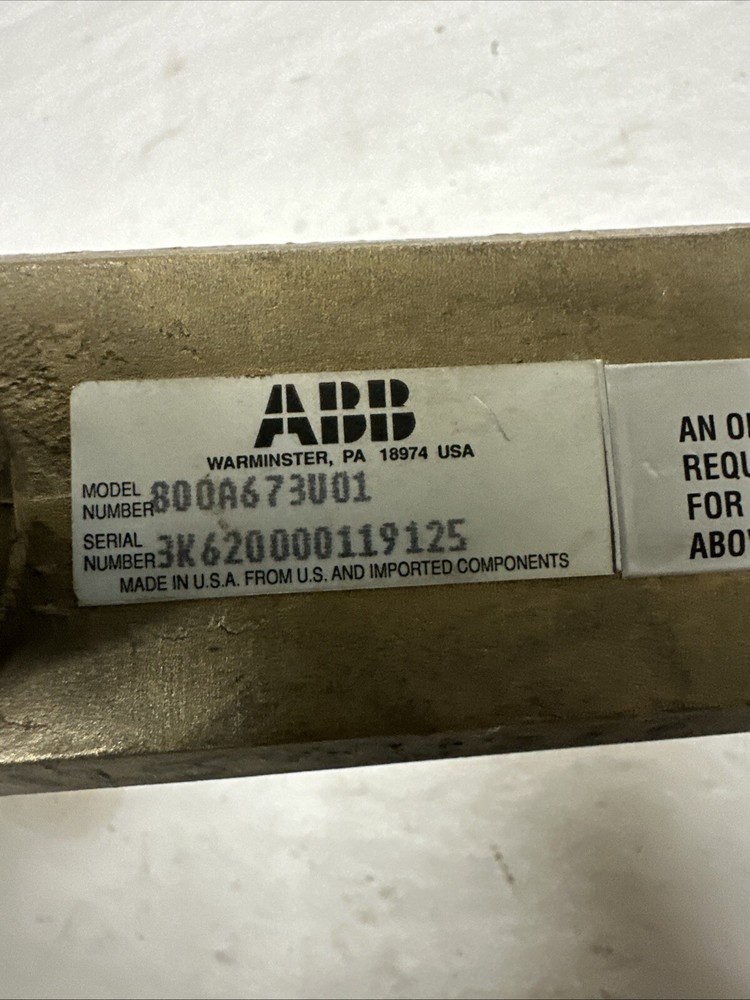 ABB
WARMINSTER, PA 18974 USA
MODEL
NUMBER 800A673U01
SERIAL
NUMBER 3K620000119125
MADE IN U.S.A. FROM U.S. AND IMPORTED COMPONENTS
AN
REQU
FOR
ABO